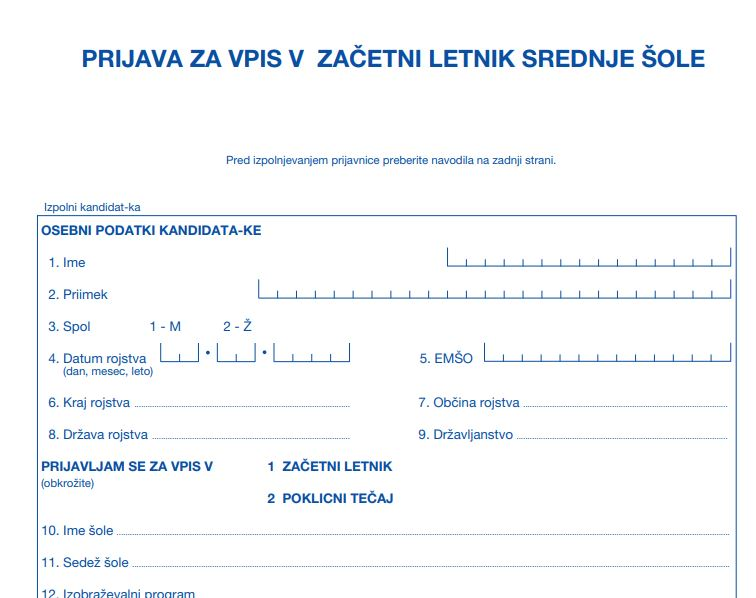 PRIJAVA ZA VPIS V ZAČETNI LETNIK SREDNJE ŠOLE
Pred izpolnjevanjem prijavnice preberite navodila na zadnji strani.
Izpolni kandidat-ka
OSEBNI PODATKI KANDIDATA-KE
1. Ime
2. Priimek
3. Spol 1 - M 2 - Ž
4. Datum rojstva 5. EMŠO
(dan, mesec, leto)
6. Kraj rojstva 7. Občina rojstva
8. Država rojstva 9. Državljanstvo
PRIJAVLJAM SE ZA VPIS V 1 ZAČETNI LETNIK
(obkrožite)
2 POKLICNI TEČAJ
10. Ime šole
11. Sedež šole
12. Izobraževalni program